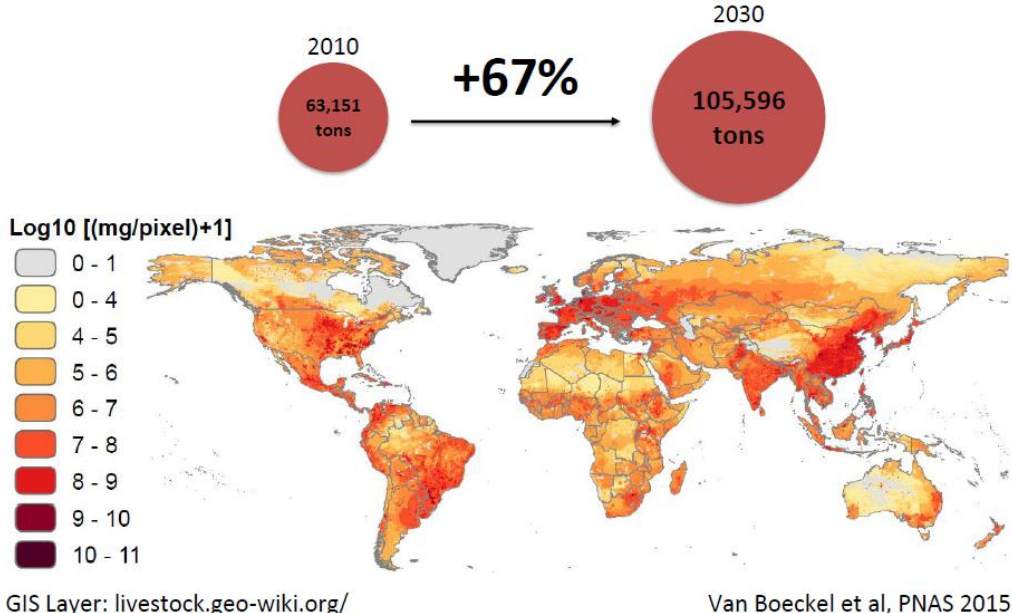 2010
2030
+67%
63,151
tons
105,596
tons
Log10 [(mg/pixel)+1]
0 - 1
0 - 4
4 - 5
5 - 6
6 - 7
7 - 8
8 - 9
9 - 10
10 - 11
GIS Layer: livestock.geo-wiki.org/
Van Boeckel et al, PNAS 2015